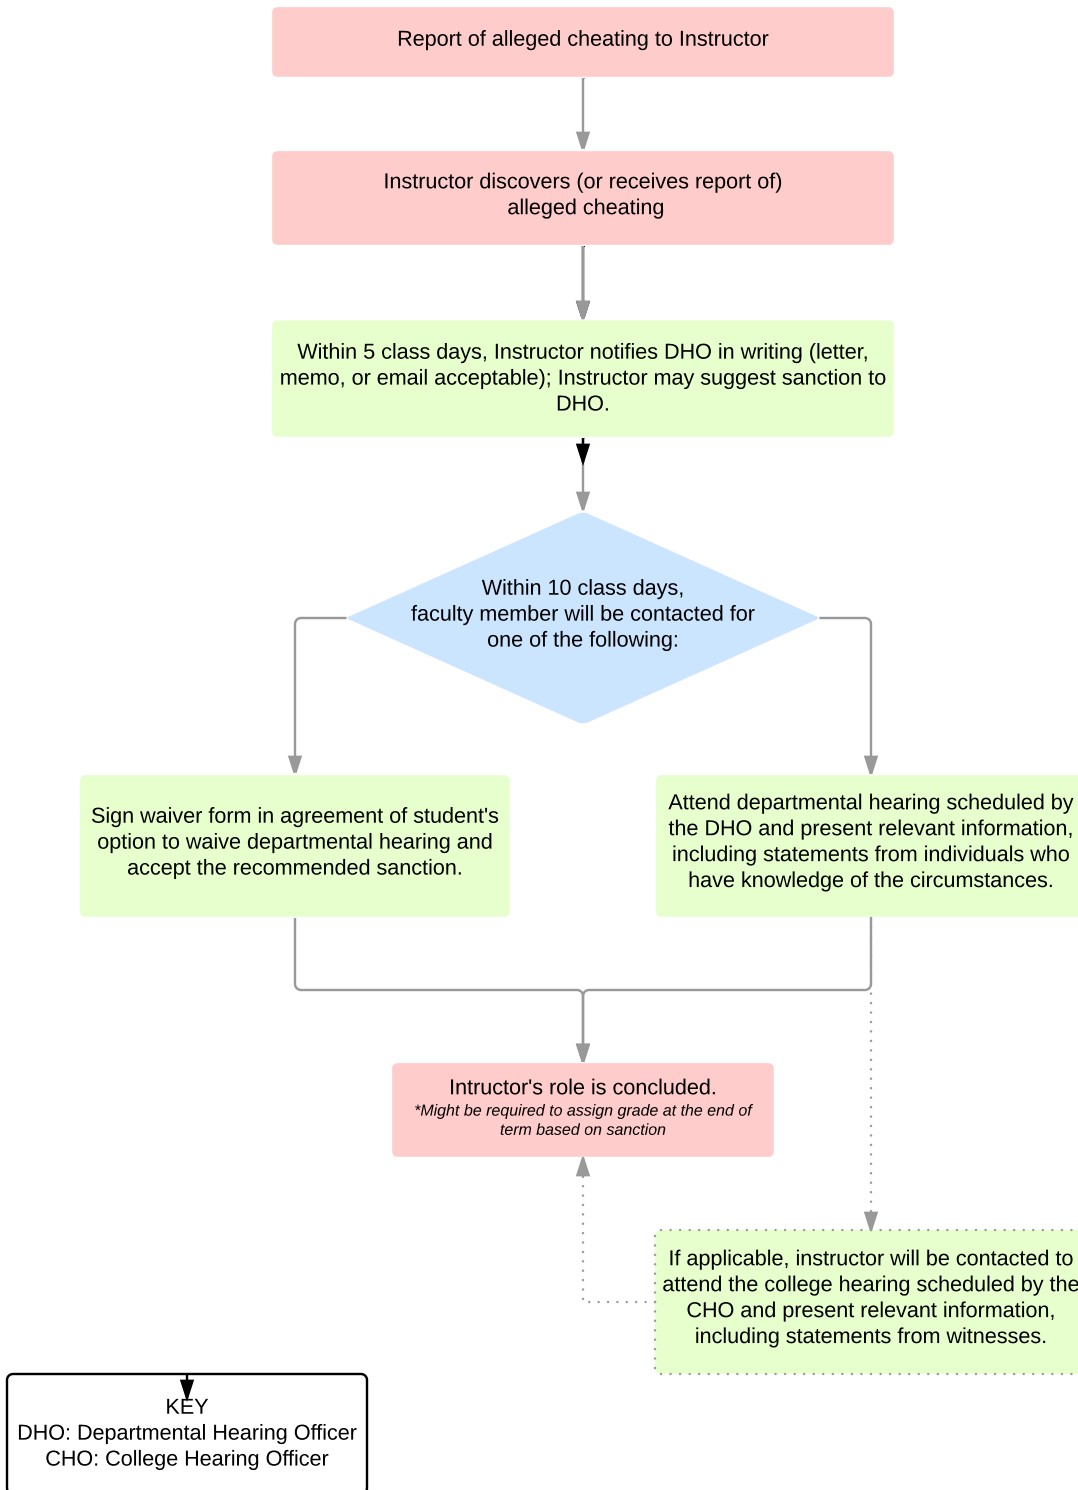 Report of alleged cheating to Instructor
Instructor discovers (or receives report of)
alleged cheating
Within 5 class days, Instructor notifies DHO in writing (letter,
memo, or email acceptable); Instructor may suggest sanction to
DHO.
Within 10 class days,
faculty member will be contacted for
one of the following:
Sign waiver form in agreement of student's
option to waive departmental hearing and
accept the recommended sanction.
Attend departmental hearing scheduled by
the DHO and present relevant information,
including statements from individuals who
have knowledge of the circumstances.
Intructor's role is concluded.
*Might be required to assign grade at the end of
term based on sanction
If applicable, instructor will be contacted to
attend the college hearing scheduled by the
CHO and present relevant information,
including statements from witnesses.
KEY
DHO: Departmental Hearing Officer
CHO: College Hearing Officer